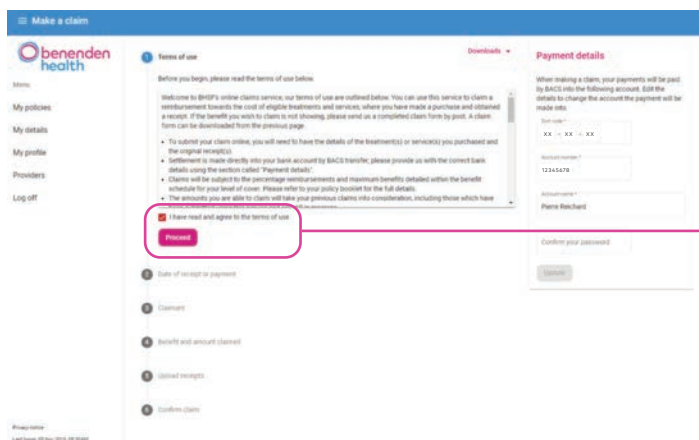 Make a claim
benenden
health
Menu
My policies
My details
My profile
Providers
Log off
Privacy notice
1 Terms of use
Downloads
Before you begin, please read the terms of use below.
Welcome to BHSF's online claims service; our terms of use are outlined below. You can use this service to claim a
reimbursement towards the cost of eligible treatments and services, where you have made a purchase and obtained
a receipt. If the benefit you wish to claim is not showing, please send us a completed claim form by post. A claim
form can be downloaded from the previous page.
• To submit your claim online, you will need to have the details of the treatment(s) or service(s) you purchased and
the original receipt(s).
• Settlement is made directly into your bank account by BACS transfer, please provide us with the correct bank
details using the section called "Payment details".
• Claims will be subject to the percentage reimbursements and maximum benefits detailed within the benefit
schedule for your level of cover. Please refer to your policy booklet for the full details.
• The amounts you are able to claim will take your previous claims into consideration, including those which have
I have read and agree to the terms of use
Proceed
2 Date of receipt or payment
3 Claimant
4 Benefit and amount claimed
5 Upload receipts
6 Confirm claim
Payment details
When making a claim, your payments will be paid
by BACS into the following account. Edit the
details to change the account the payment will be
made into.
Sort code *
XX - XX - XX
Account number *
12345678
Account name *
Pierre Reichard
Confirm your password
Update